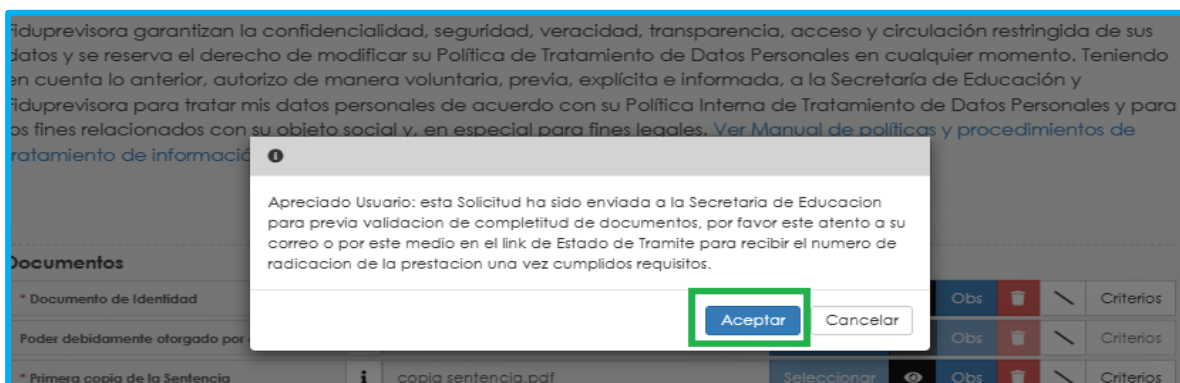 Fiduprevisora garantizan la confidencialidad, seguridad, veracidad, transparencia, acceso y circulación restringida de sus
datos y se reserva el derecho de modificar su Política de Tratamiento de Datos Personales en cualquier momento. Teniendo
en cuenta lo anterior, autorizo de manera voluntaria, previa, explícita e informada, a la Secretaría de Educación y
Fiduprevisora para tratar mis datos personales de acuerdo con su Política Interna de Tratamiento de Datos Personales y para
los fines relacionados con su objeto social y, en especial para fines legales. Ver Manual de políticas y procedimientos de
tratamiento de informació
Apreciado Usuario: esta Solicitud ha sido enviada a la Secretaria de Educacion
para previa validacion de completitud de documentos, por favor este atento a su
correo o por este medio en el link de Estado de Tramite para recibir el numero de
radicacion de la prestacion una vez cumplidos requisitos.
Aceptar Cancelar
Documentos
* Documento de Identidad Obs Criterios
Poder debidamente otorgado por Obs Criterios
* Primera copia de la Sentencia i copia sentencia.pdf Seleccionar Obs Criterios